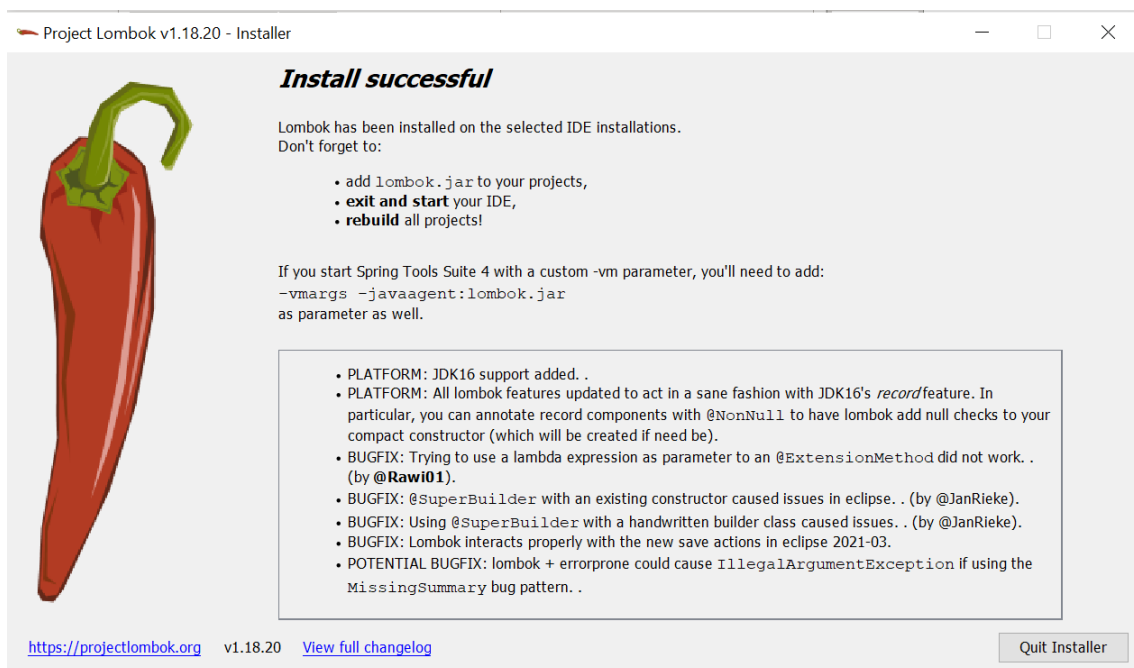 Project Lombok v1.18.20 - Installer
Install successful
Lombok has been installed on the selected IDE installations.
Don't forget to:
• add lombok.jar to your projects,
• exit and start your IDE,
• rebuild all projects!
If you start Spring Tools Suite 4 with a custom -vm parameter, you'll need to add:
-vmargs -javaagent:lombok.jar
as parameter as well.
• PLATFORM: JDK16 support added. .
• PLATFORM: All lombok features updated to act in a sane fashion with JDK16's record feature. In
particular, you can annotate record components with @NonNull to have lombok add null checks to your
compact constructor (which will be created if need be).
• BUGFIX: Trying to use a lambda expression as parameter to an @ExtensionMethod did not work. .
(by @Rawi01).
• BUGFIX: @SuperBuilder with an existing constructor caused issues in eclipse. . (by @JanRieke).
• BUGFIX: Using @SuperBuilder with a handwritten builder class caused issues. . (by @JanRieke).
• BUGFIX: Lombok interacts properly with the new save actions in eclipse 2021-03.
• POTENTIAL BUGFIX: lombok + errorprone could cause IllegalArgumentException if using the
MissingSummary bug pattern. .
https://projectlombok.org v1.18.20 View full changelog Quit Installer